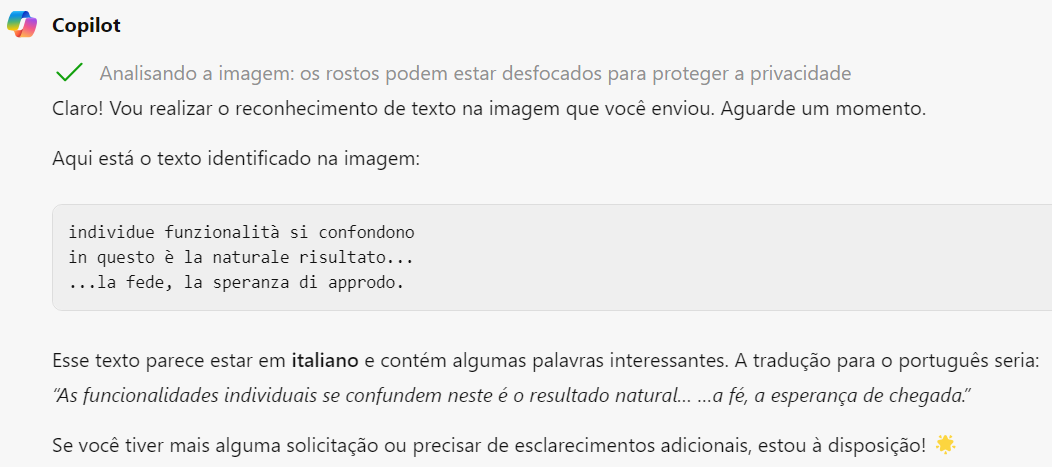 Copilot
Analisando a imagem: os rostos podem estar desfocados para proteger a privacidade
Claro! Vou realizar o reconhecimento de texto na imagem que você enviou. Aguarde um momento.
Aqui está o texto identificado na imagem:
individue funzionalità si confondono
in questo è la naturale risultato...
...la fede, la speranza di approdo.
Esse texto parece estar em italiano e contém algumas palavras interessantes. A tradução para o português seria:
“As funcionalidades individuais se confundem neste é o resultado natural… …a fé, a esperança de chegada.”
Se você tiver mais alguma solicitação ou precisar de esclarecimentos adicionais, estou à disposição! 🌟